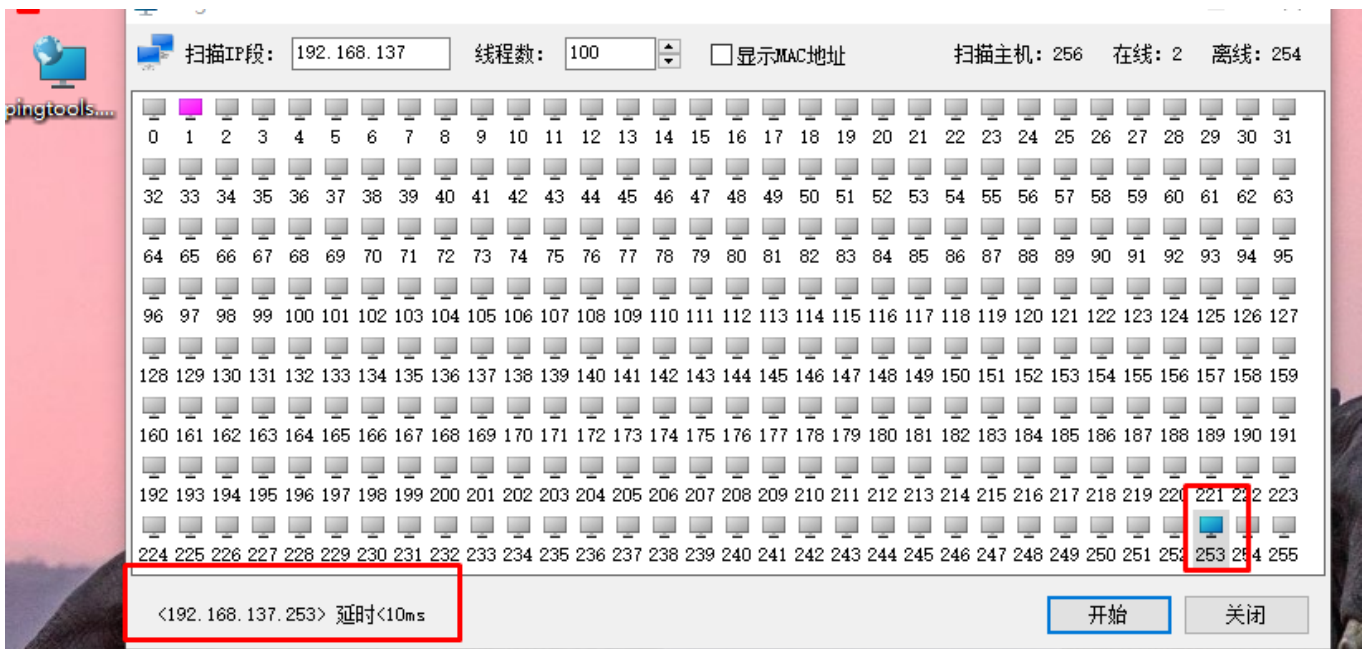 扫描IP段： 192.168.137 线程数： 100 显示MAC地址 扫描主机：256 在线：2 离线：254
pingtools....
0 1 2 3 4 5 6 7 8 9 10 11 12 13 14 15 16 17 18 19 20 21 22 23 24 25 26 27 28 29 30 31
32 33 34 35 36 37 38 39 40 41 42 43 44 45 46 47 48 49 50 51 52 53 54 55 56 57 58 59 60 61 62 63
64 65 66 67 68 69 70 71 72 73 74 75 76 77 78 79 80 81 82 83 84 85 86 87 88 89 90 91 92 93 94 95
96 97 98 99 100 101 102 103 104 105 106 107 108 109 110 111 112 113 114 115 116 117 118 119 120 121 122 123 124 125 126 127
128 129 130 131 132 133 134 135 136 137 138 139 140 141 142 143 144 145 146 147 148 149 150 151 152 153 154 155 156 157 158 159
160 161 162 163 164 165 166 167 168 169 170 171 172 173 174 175 176 177 178 179 180 181 182 183 184 185 186 187 188 189 190 191
192 193 194 195 196 197 198 199 200 201 202 203 204 205 206 207 208 209 210 211 212 213 214 215 216 217 218 219 220 221 222 223
224 225 226 227 228 229 230 231 232 233 234 235 236 237 238 239 240 241 242 243 244 245 246 247 248 249 250 251 252 253 254 255
<192.168.137.253> 延时<10ms 开始 关闭